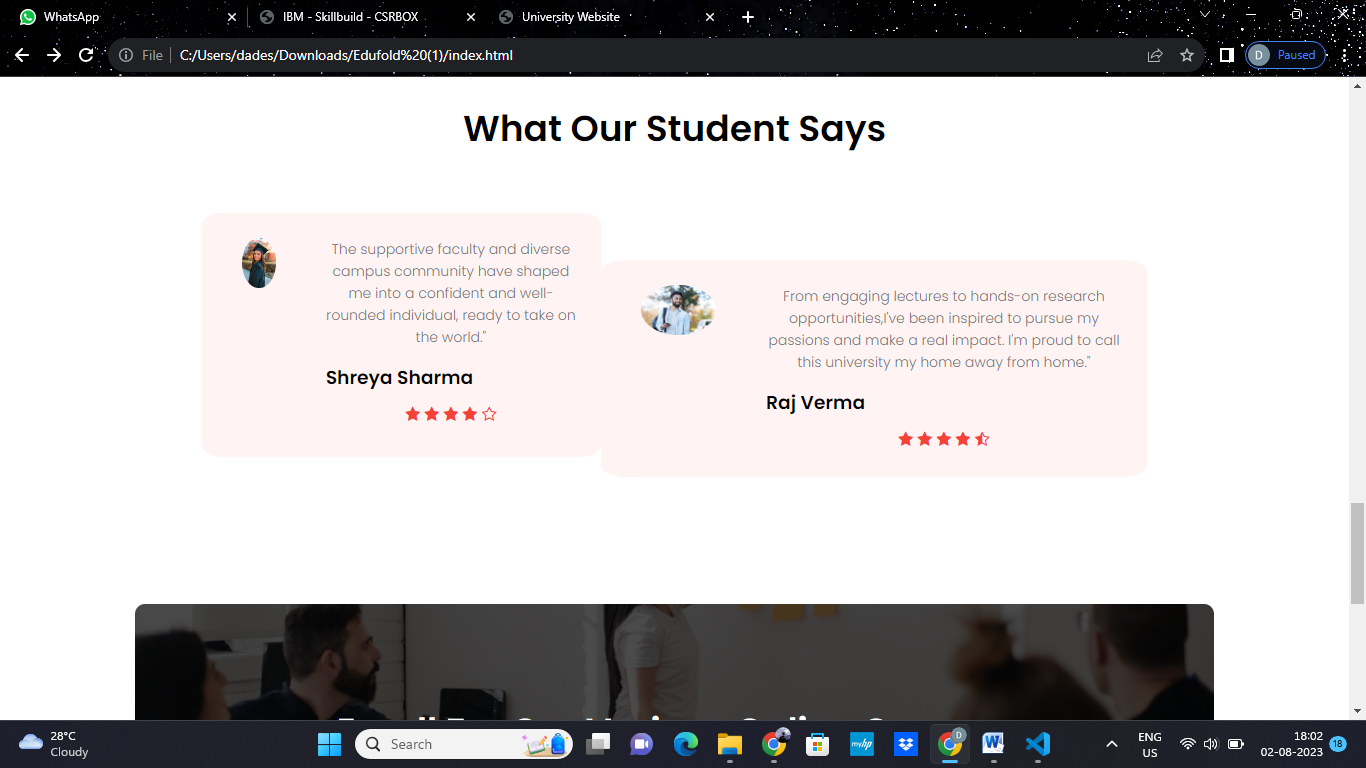 WhatsApp
IBM - Skillbuild - CSRBOX
University Website
File
C:/Users/dades/Downloads/Edufold%20(1)/index.html
D
Paused
What Our Student Says
The supportive faculty and diverse
campus community have shaped
me into a confident and well-
rounded individual, ready to take on
the world."
Shreya Sharma
From engaging lectures to hands-on research
opportunities,I've been inspired to pursue my
passions and make a real impact. I'm proud to call
this university my home away from home."
Raj Verma
28°C
Cloudy
Search
myhp
D
W
ENG
US
18:02
02-08-2023
18